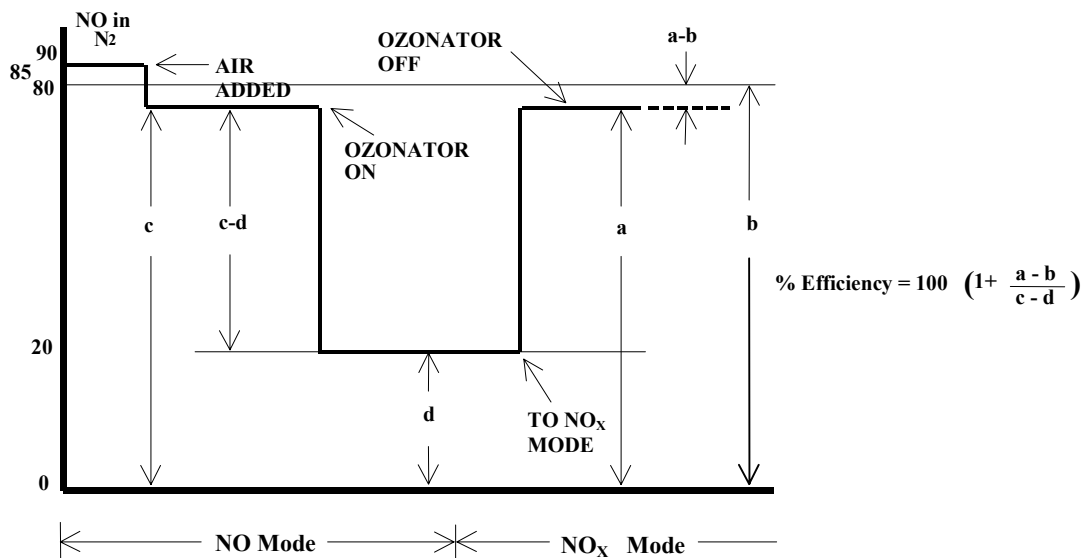 NO in
N2
90
85
80
AIR
ADDED
OZONATOR
OFF
a-b
OZONATOR
ON
c
c-d
a
b
% Efficiency = 100 (1+ a - b / c - d)
20
d
TO NOX
MODE
0
NO Mode
NOX Mode